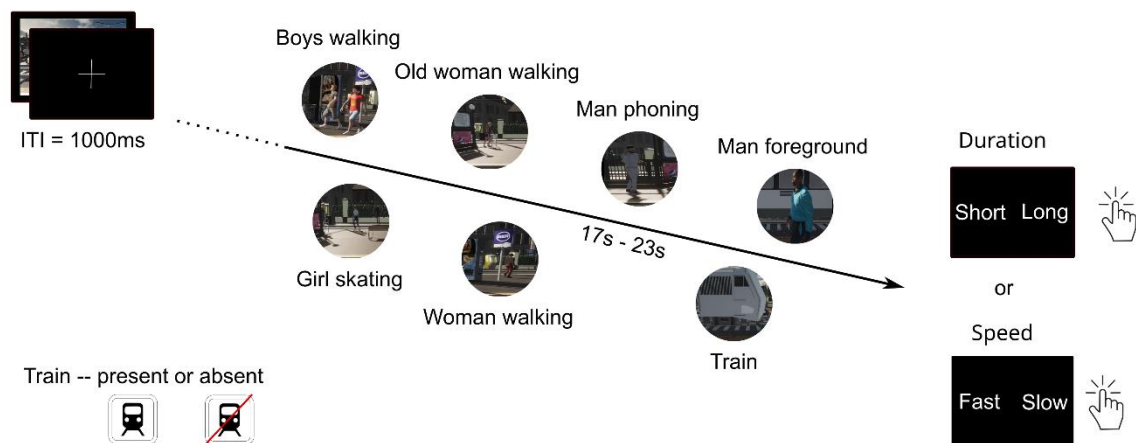 Boys walking
Old woman walking
Man phoning
Man foreground
ITI = 1000ms
Duration
Short Long
17s - 23s
Girl skating
Woman walking
or
Speed
Train
Train -- present or absent
Fast Slow